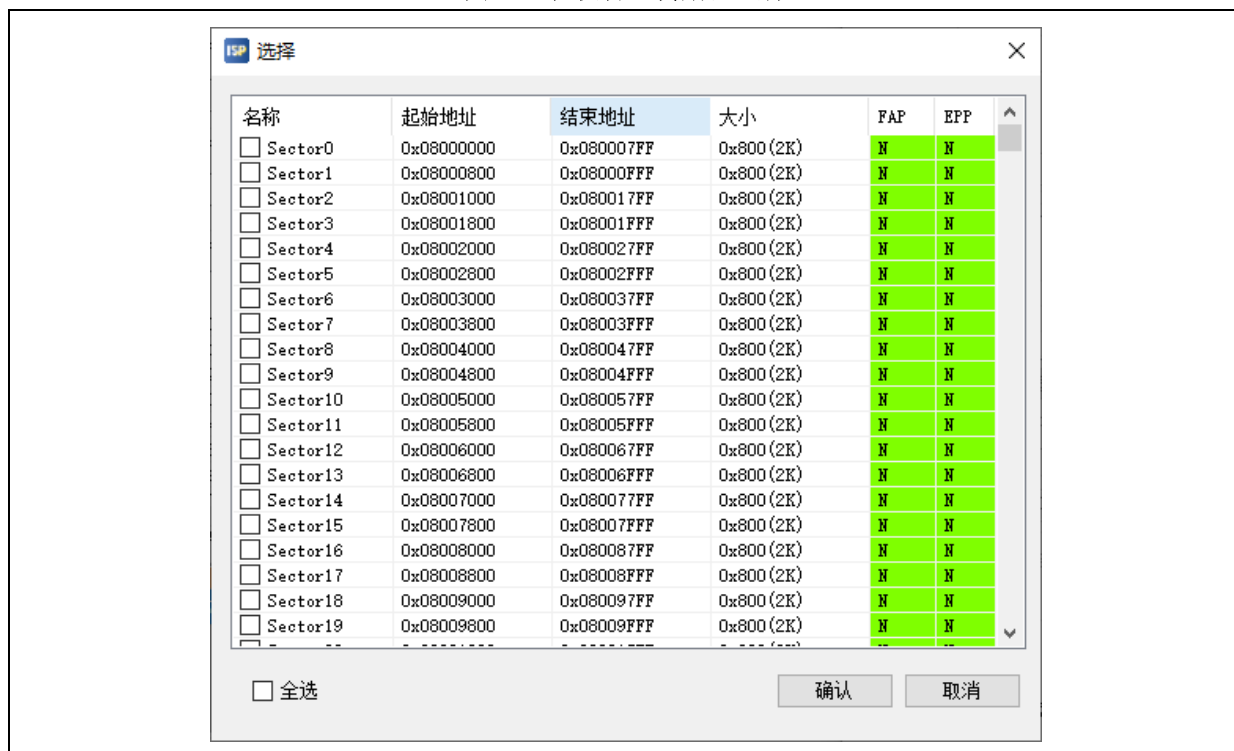 ISP 选择
名称 起始地址 结束地址 大小 FAP EPP
Sector0 0x08000000 0x080007FF 0x800(2K) N N
Sector1 0x08000800 0x08000FFF 0x800(2K) N N
Sector2 0x08001000 0x080017FF 0x800(2K) N N
Sector3 0x08001800 0x08001FFF 0x800(2K) N N
Sector4 0x08002000 0x080027FF 0x800(2K) N N
Sector5 0x08002800 0x08002FFF 0x800(2K) N N
Sector6 0x08003000 0x080037FF 0x800(2K) N N
Sector7 0x08003800 0x08003FFF 0x800(2K) N N
Sector8 0x08004000 0x080047FF 0x800(2K) N N
Sector9 0x08004800 0x08004FFF 0x800(2K) N N
Sector10 0x08005000 0x080057FF 0x800(2K) N N
Sector11 0x08005800 0x08005FFF 0x800(2K) N N
Sector12 0x08006000 0x080067FF 0x800(2K) N N
Sector13 0x08006800 0x08006FFF 0x800(2K) N N
Sector14 0x08007000 0x080077FF 0x800(2K) N N
Sector15 0x08007800 0x08007FFF 0x800(2K) N N
Sector16 0x08008000 0x080087FF 0x800(2K) N N
Sector17 0x08008800 0x08008FFF 0x800(2K) N N
Sector18 0x08009000 0x080097FF 0x800(2K) N N
Sector19 0x08009800 0x08009FFF 0x800(2K) N N
全选 确认 取消